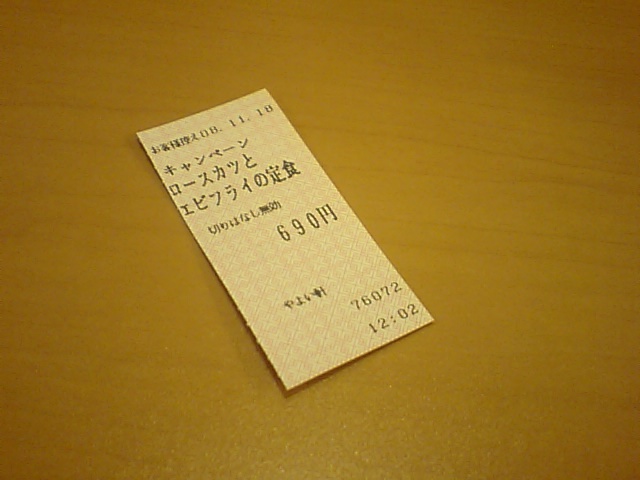 お客様控え 08.11.18
キャンペーン
ロースカツと
エビフライの定食
切りはなし無効
690円
やよい軒
76072
12:02